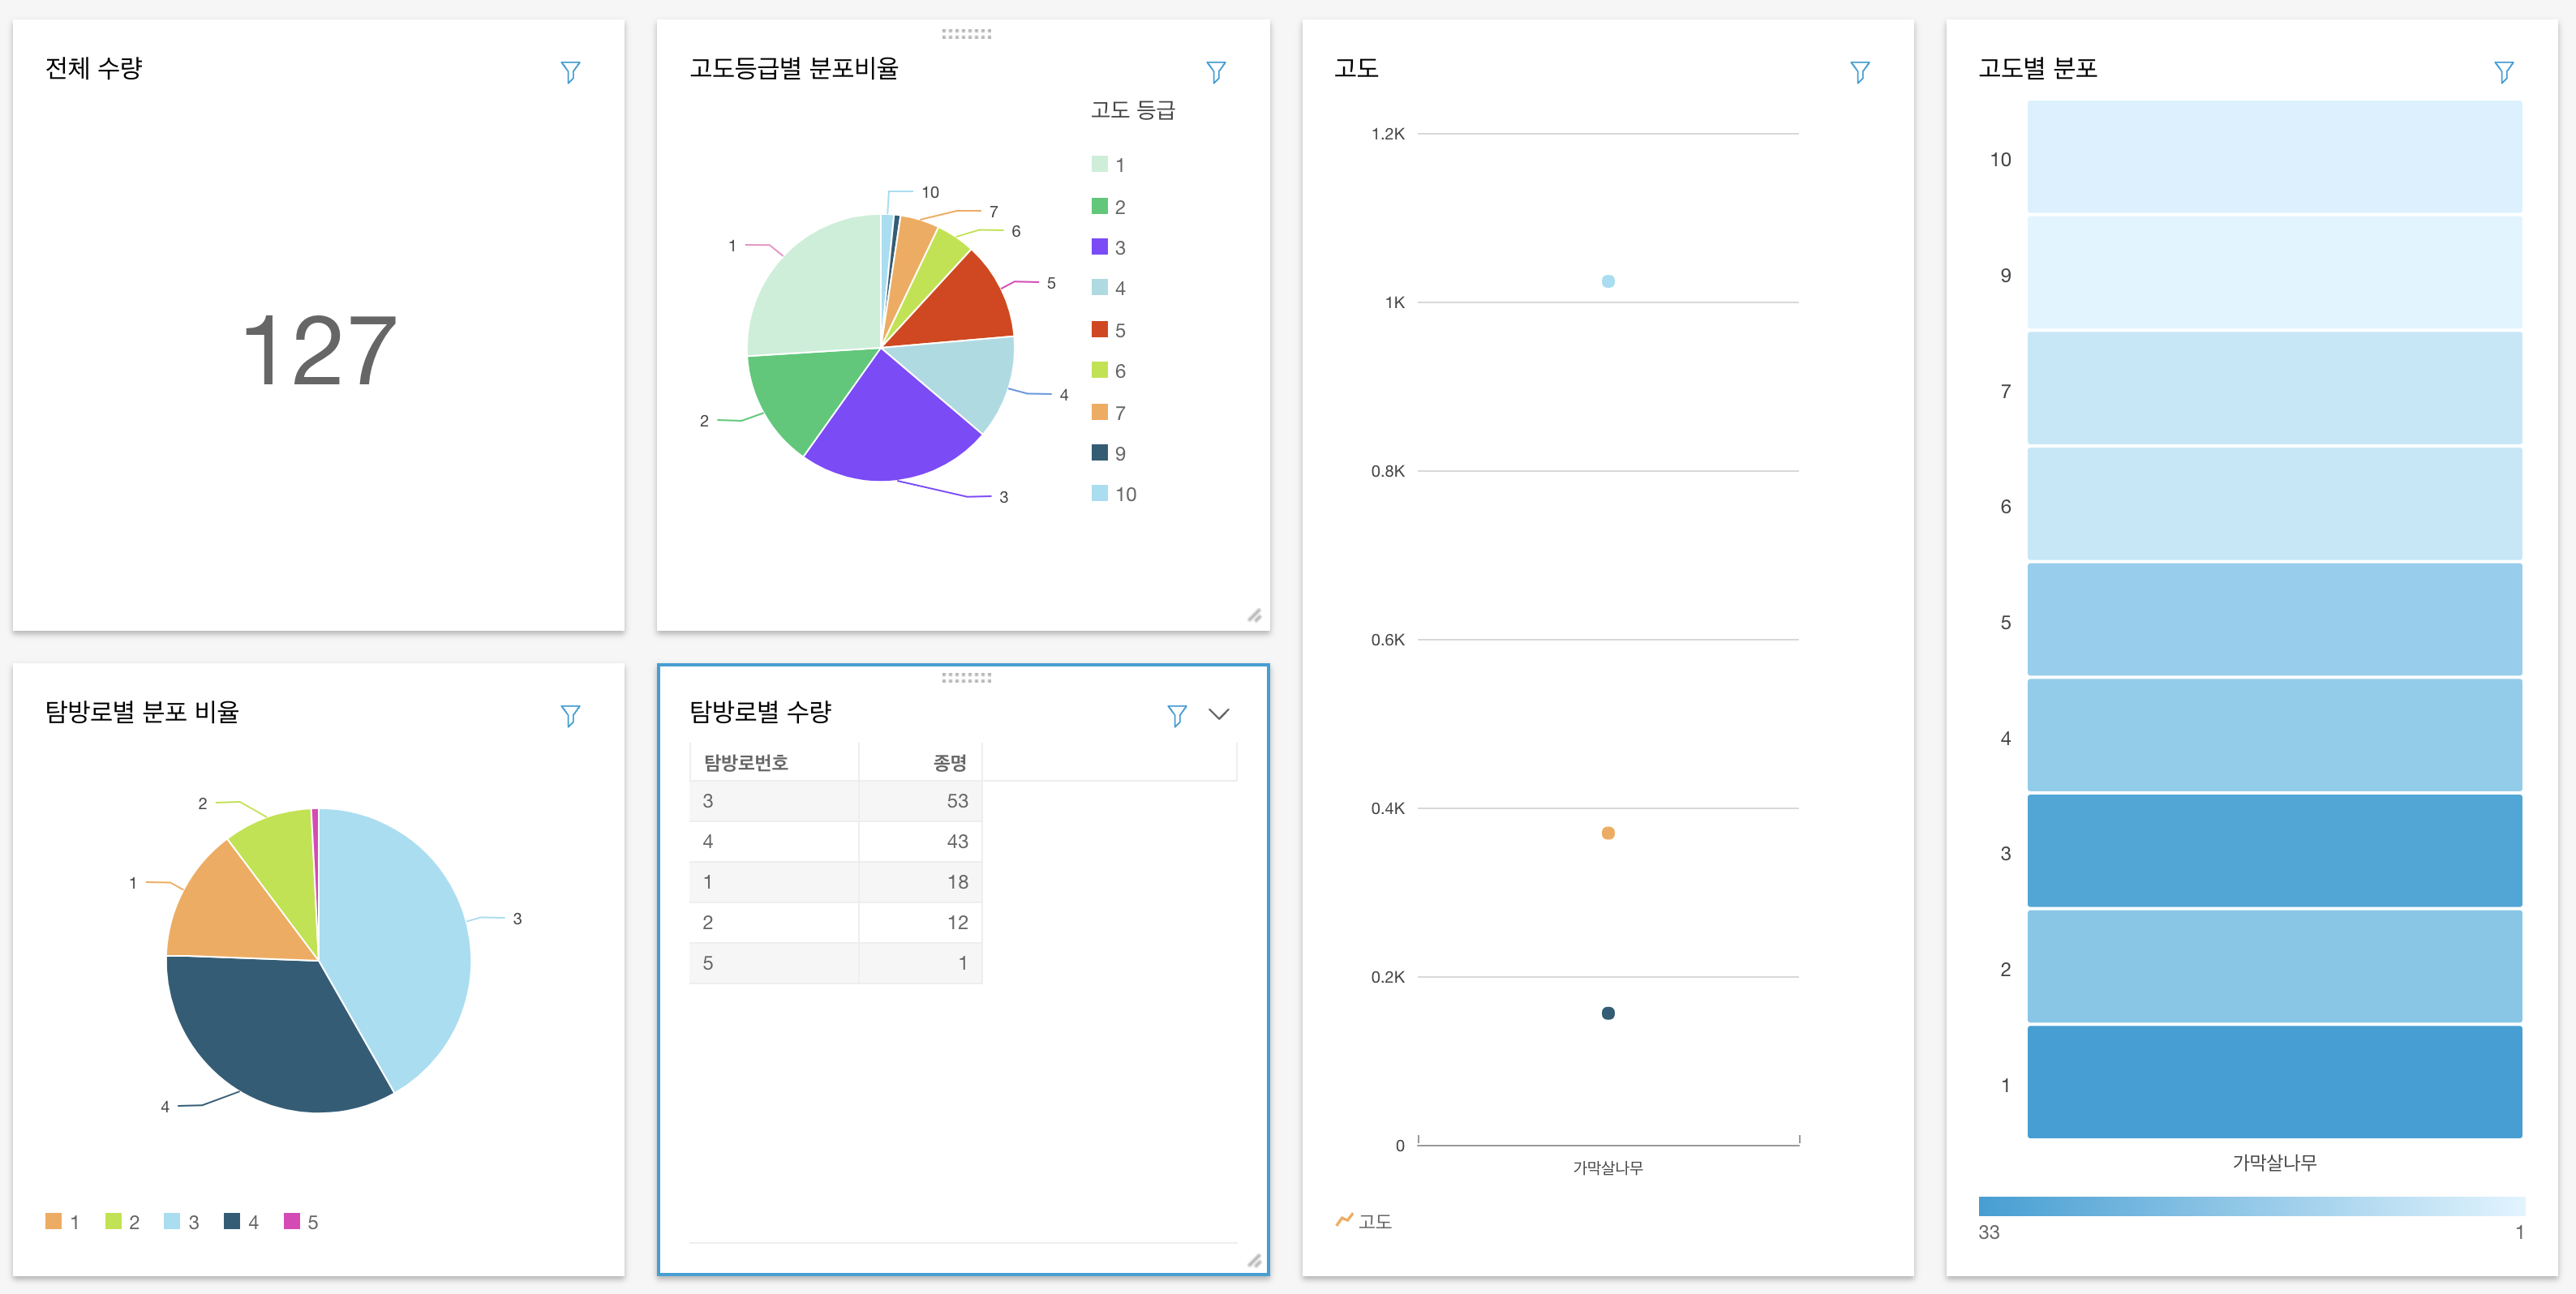 전체 수량
127
고도등급별 분포비율
고도 등급
1
2
3
4
5
6
7
9
10
10
7
6
5
4
3
2
1
탐방로별 분포 비율
2
1
3
4
1 2 3 4 5
탐방로별 수량
탐방로번호 종명
3 53
4 43
1 18
2 12
5 1
고도
1.2K
1K
0.8K
0.6K
0.4K
0.2K
0
가막살나무
고도
고도별 분포
10
9
7
6
5
4
3
2
1
가막살나무
33 1